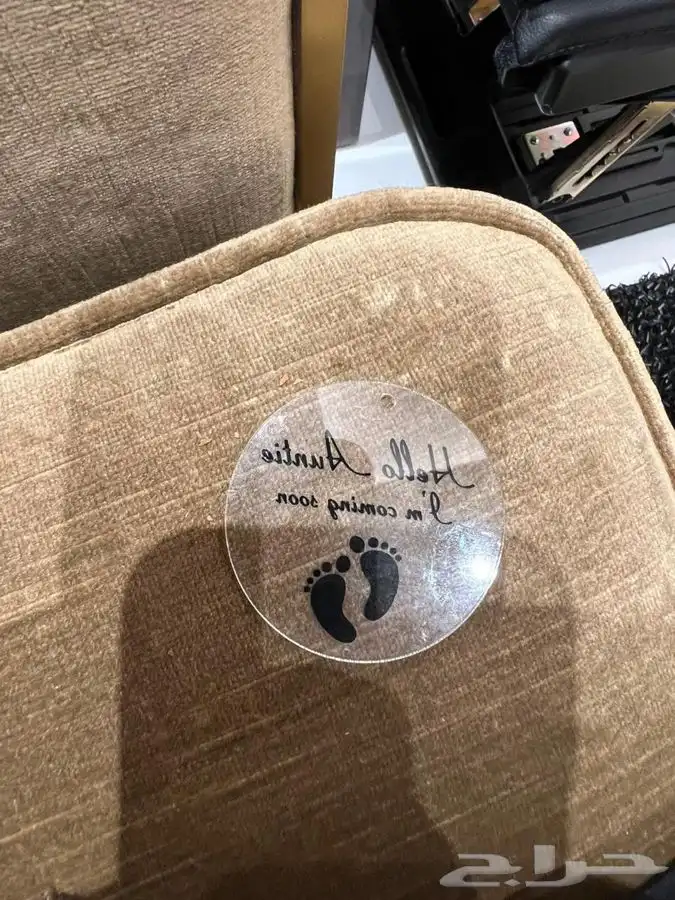 Hello Auntie
I'm coming soon
حراج